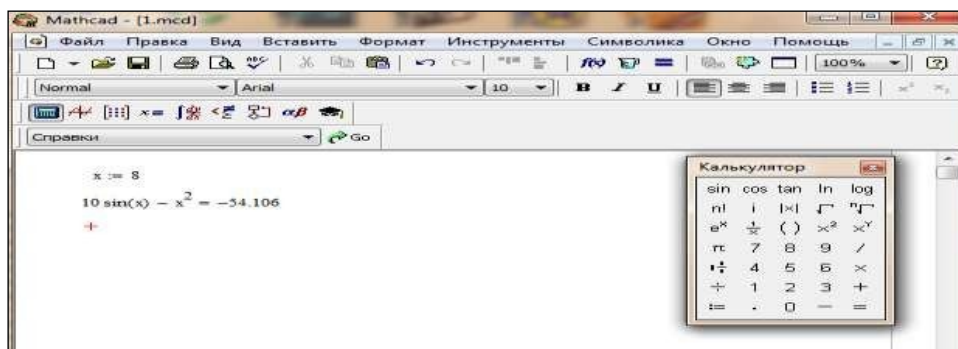 Mathcad - [1.mcd]
Файл Правка Вид Вставить Формат Инструменты Символика Окно Помощь
100%
Normal Arial 10 B I U
αβ
Справки Go
x := 8
10 sin(x) − x² = −54.106
Калькулятор
sin cos tan ln log
n! i |×| √ ⁿ√
eˣ 1/x ( ) ×² ×ʸ
π 7 8 9 /
4 5 6 ×
÷ 1 2 3 +
:= . 0 — =